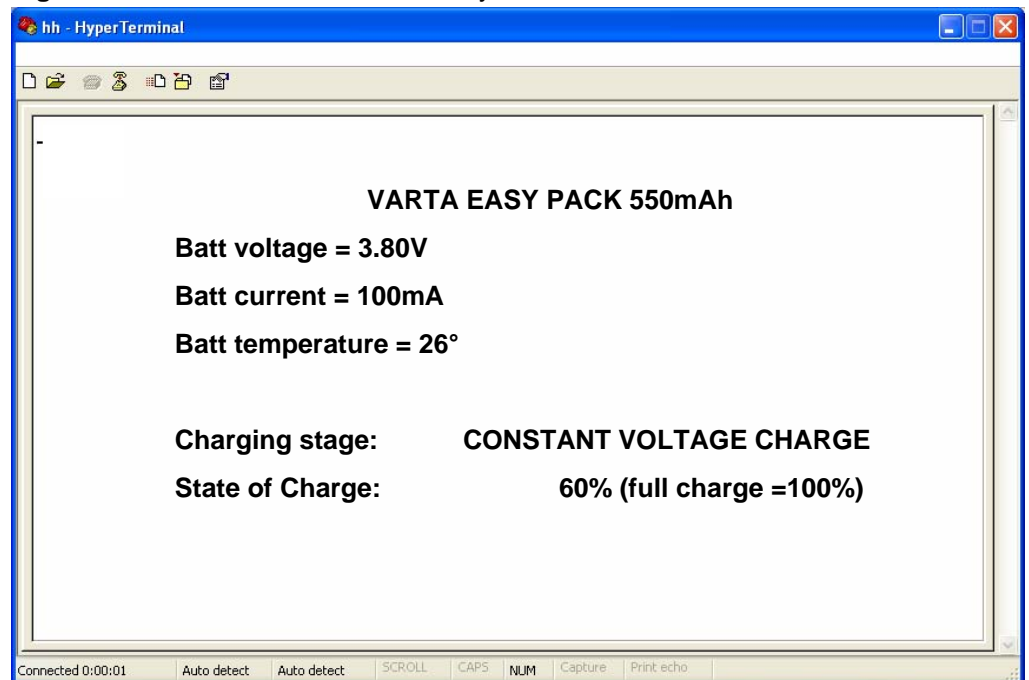 hh - HyperTerminal
-
VARTA EASY PACK 550mAh
Batt voltage = 3.80V
Batt current = 100mA
Batt temperature = 26°
Charging stage: CONSTANT VOLTAGE CHARGE
State of Charge: 60% (full charge =100%)
Connected 0:00:01 Auto detect Auto detect SCROLL CAPS NUM Capture Print echo